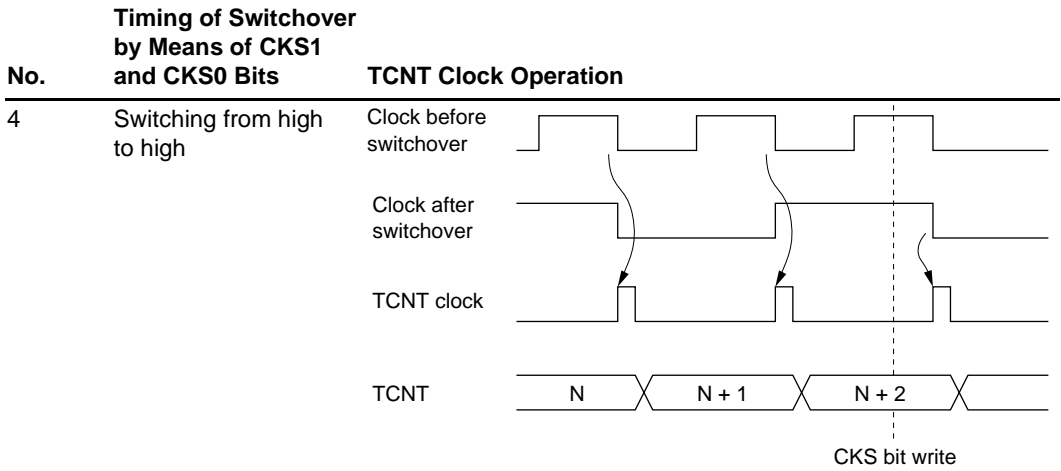 Timing of Switchover
by Means of CKS1
No. and CKS0 Bits TCNT Clock Operation
4 Switching from high to high
Clock before
switchover
Clock after
switchover
TCNT clock
TCNT N N + 1 N + 2
CKS bit write